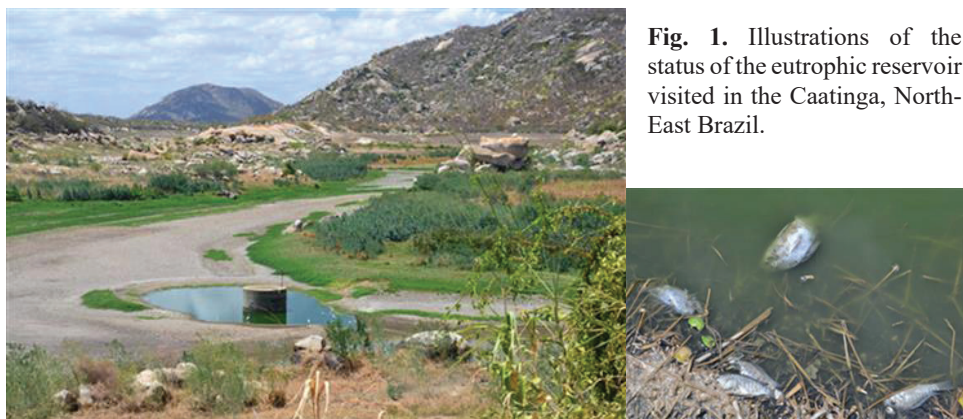 Fig. 1. Illustrations of the
status of the eutrophic reservoir
visited in the Caatinga, North-
East Brazil.